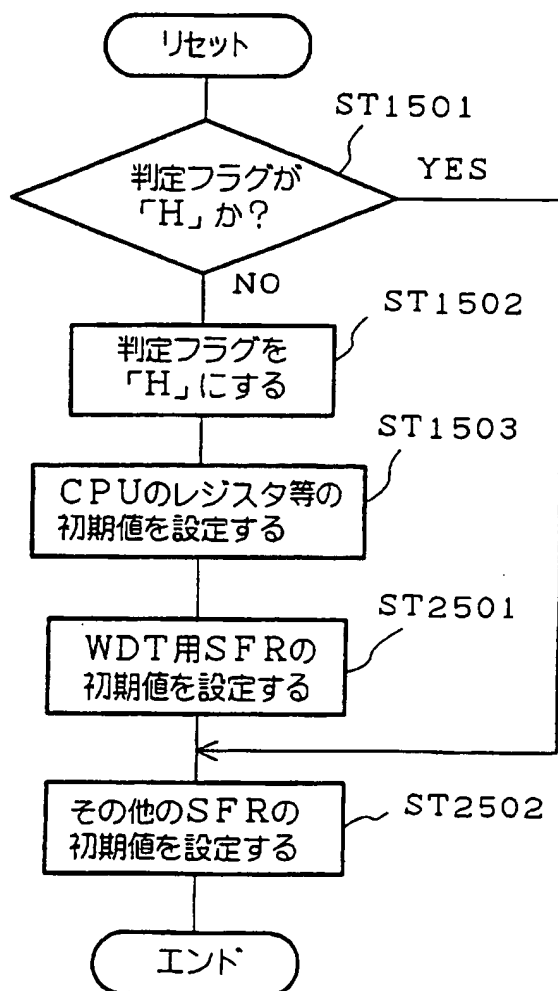 リセット
ST1501
判定フラグが
「H」か?
YES
NO
ST1502
判定フラグを
「H」にする
ST1503
CPUのレジスタ等の
初期値を設定する
ST2501
WDT用SFRの
初期値を設定する
ST2502
その他のSFRの
初期値を設定する
エンド